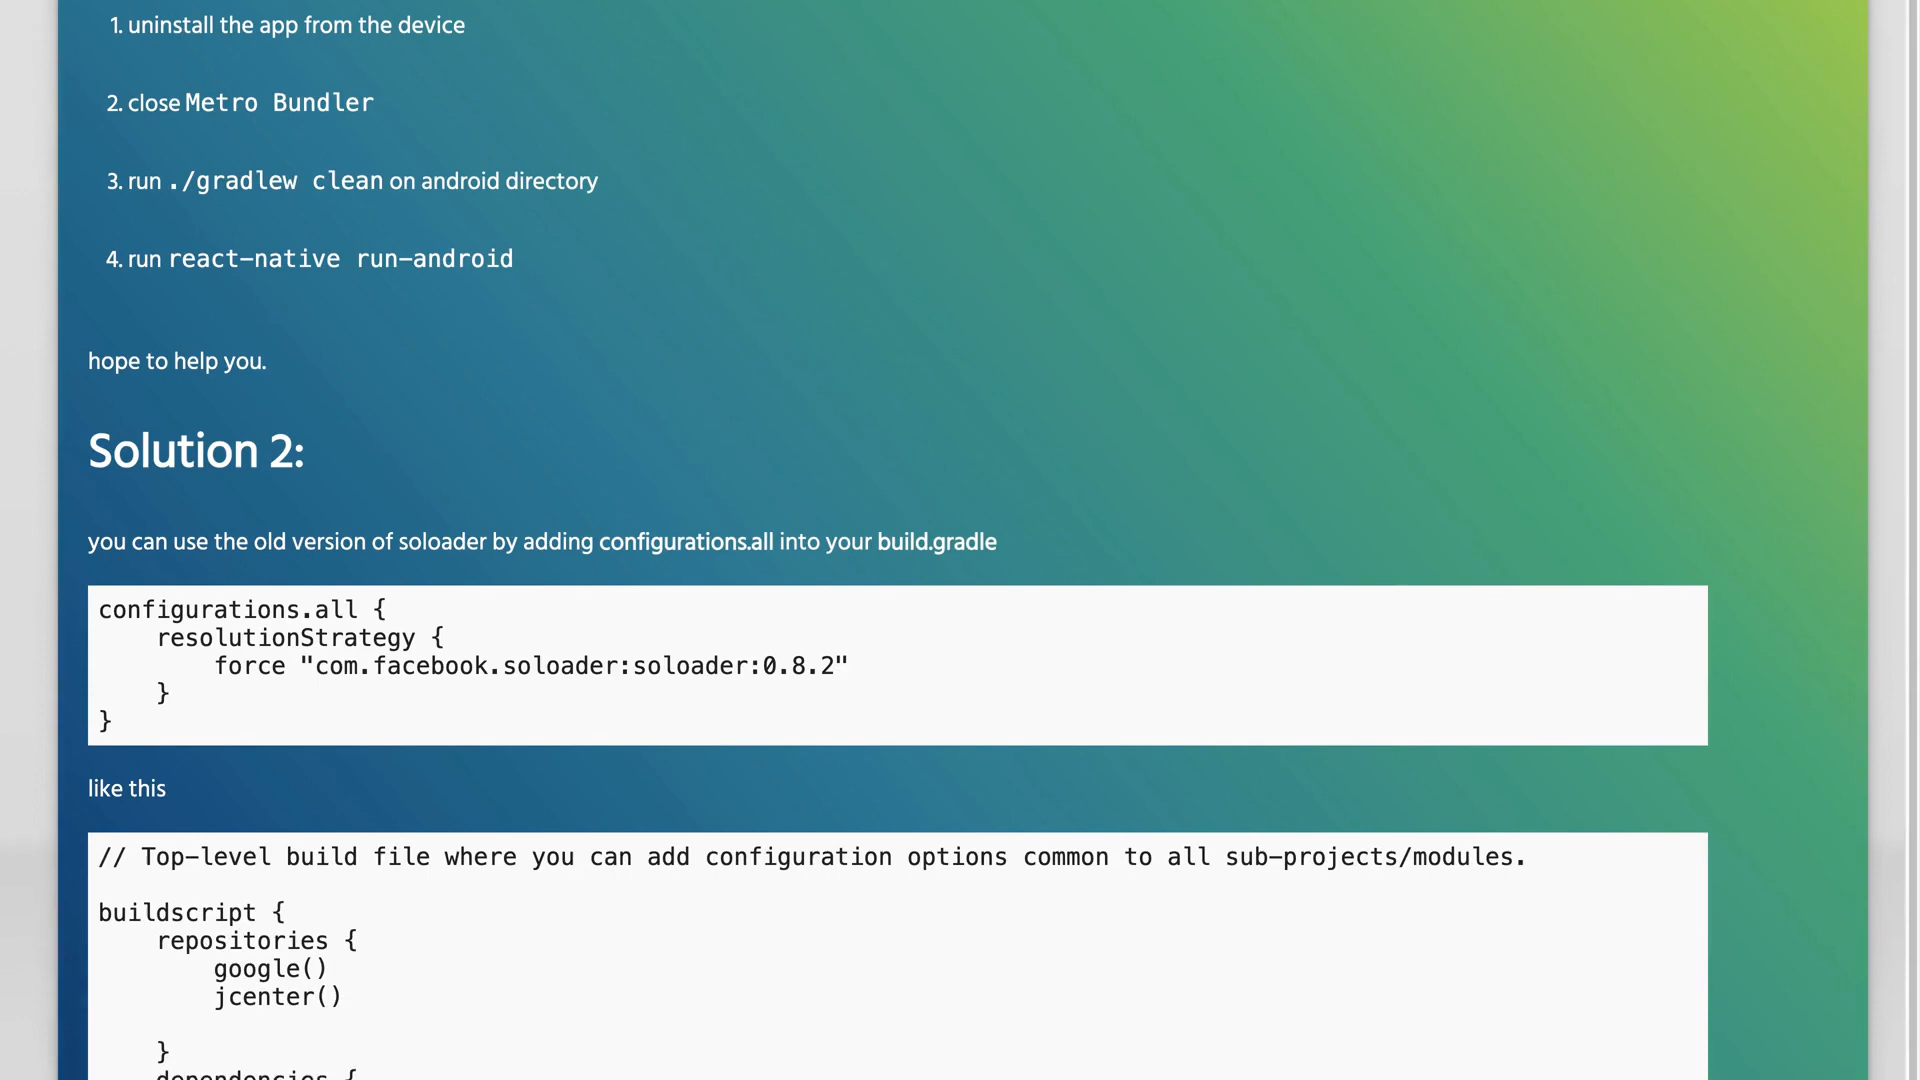 1. uninstall the app from the device
2. close Metro Bundler
3. run ./gradlew clean on android directory
4. run react-native run-android
hope to help you.
Solution 2:
you can use the old version of soloader by adding configurations.all into your build.gradle
configurations.all {
    resolutionStrategy {
        force "com.facebook.soloader:soloader:0.8.2"
    }
}
like this
// Top-level build file where you can add configuration options common to all sub-projects/modules.
buildscript {
    repositories {
        google()
        jcenter()
    }
    dependencies {